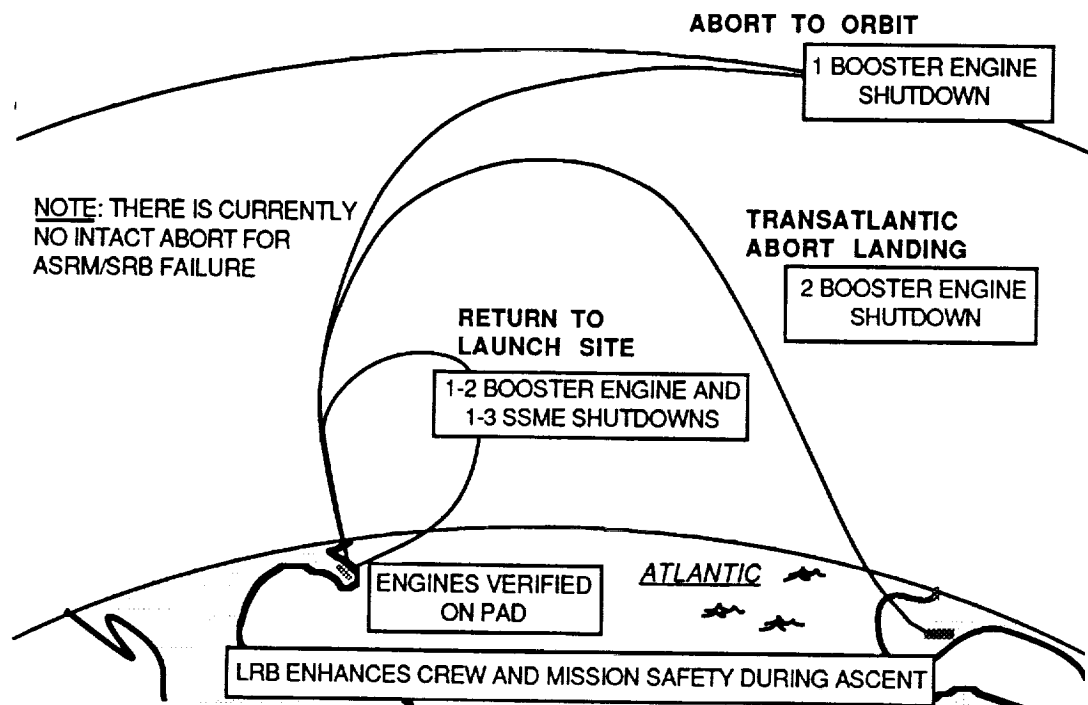 ABORT TO ORBIT
1 BOOSTER ENGINE
SHUTDOWN
NOTE: THERE IS CURRENTLY
NO INTACT ABORT FOR
ASRM/SRB FAILURE
TRANSATLANTIC
ABORT LANDING
2 BOOSTER ENGINE
SHUTDOWN
RETURN TO
LAUNCH SITE
1-2 BOOSTER ENGINE AND
1-3 SSME SHUTDOWNS
ENGINES VERIFIED
ON PAD
ATLANTIC
LRB ENHANCES CREW AND MISSION SAFETY DURING ASCENT